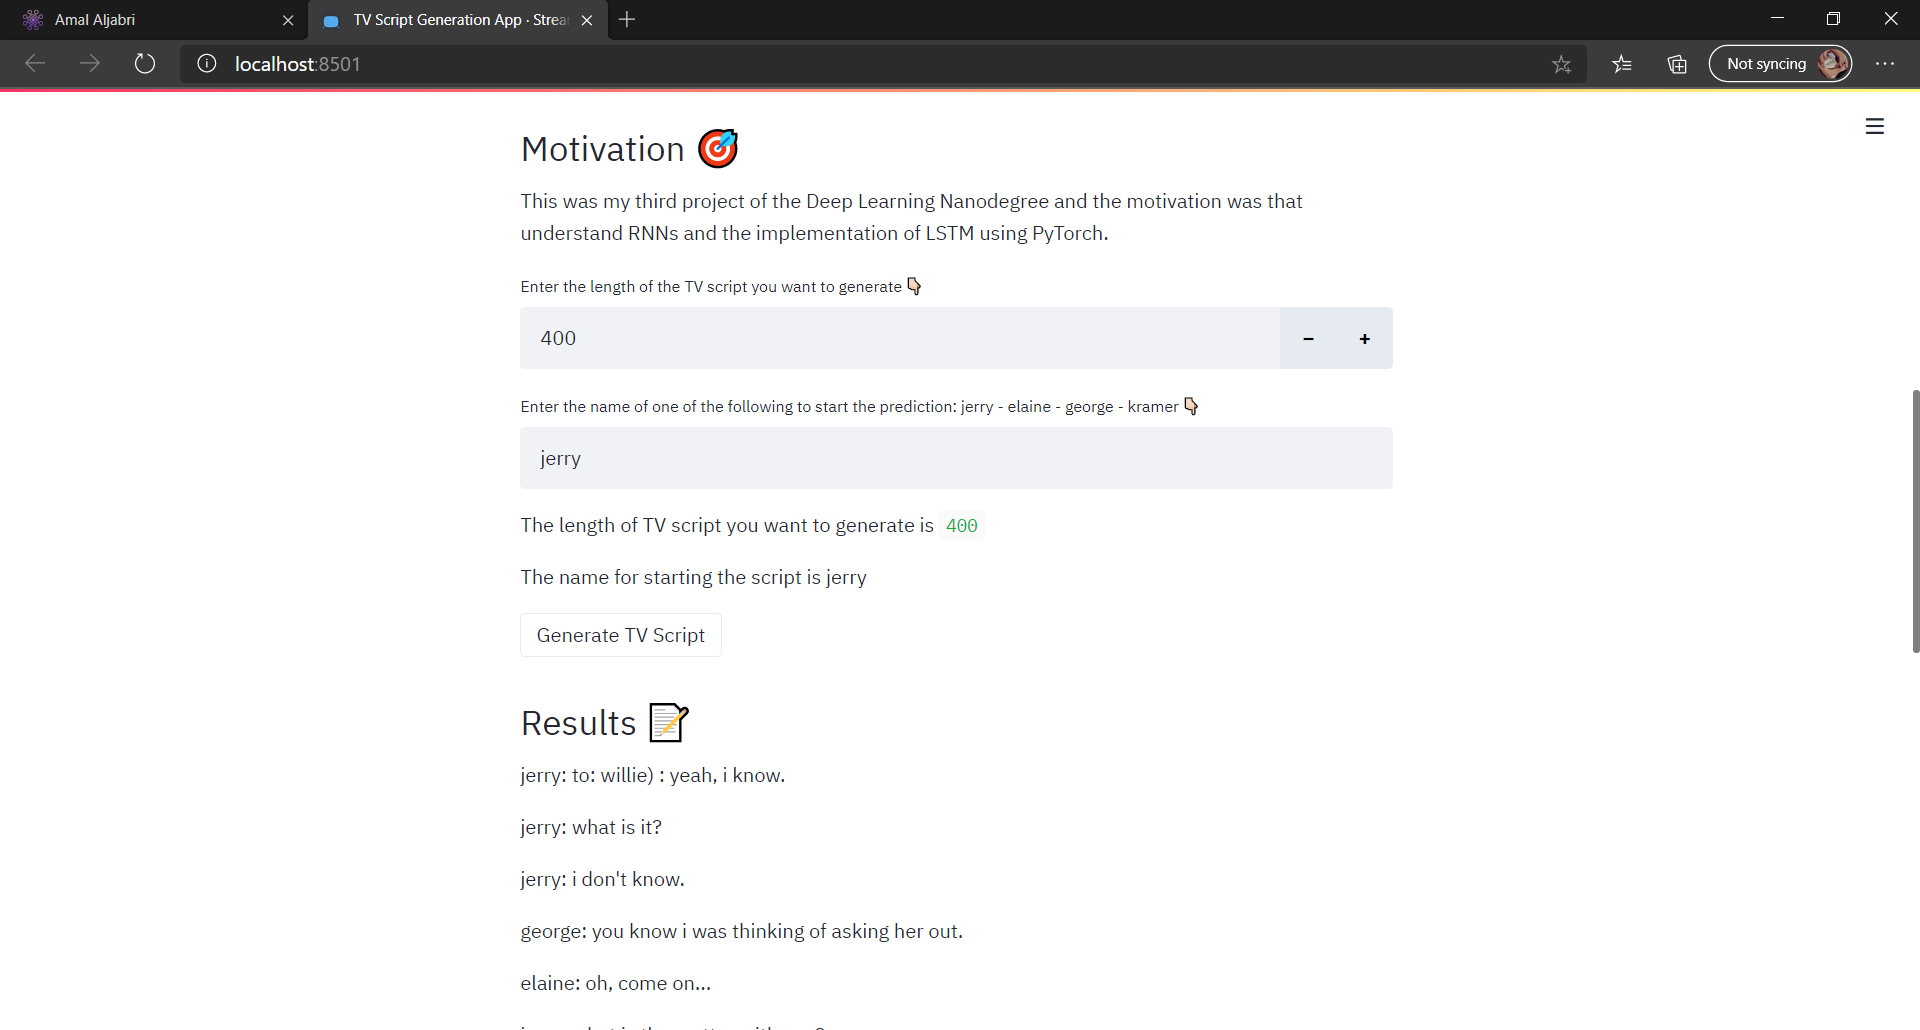 Amal Aljabri
TV Script Generation App · Strea
localhost:8501
Not syncing
Motivation
This was my third project of the Deep Learning Nanodegree and the motivation was that
understand RNNs and the implementation of LSTM using PyTorch.
Enter the length of the TV script you want to generate
400
Enter the name of one of the following to start the prediction: jerry - elaine - george - kramer
jerry
The length of TV script you want to generate is 400
The name for starting the script is jerry
Generate TV Script
Results
jerry: to: willie) : yeah, i know.
jerry: what is it?
jerry: i don't know.
george: you know i was thinking of asking her out.
elaine: oh, come on...